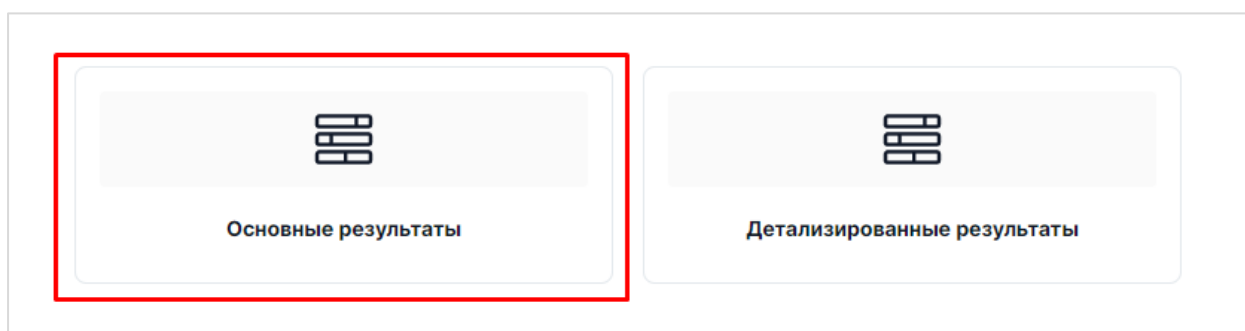 Основные результаты
Детализированные результаты